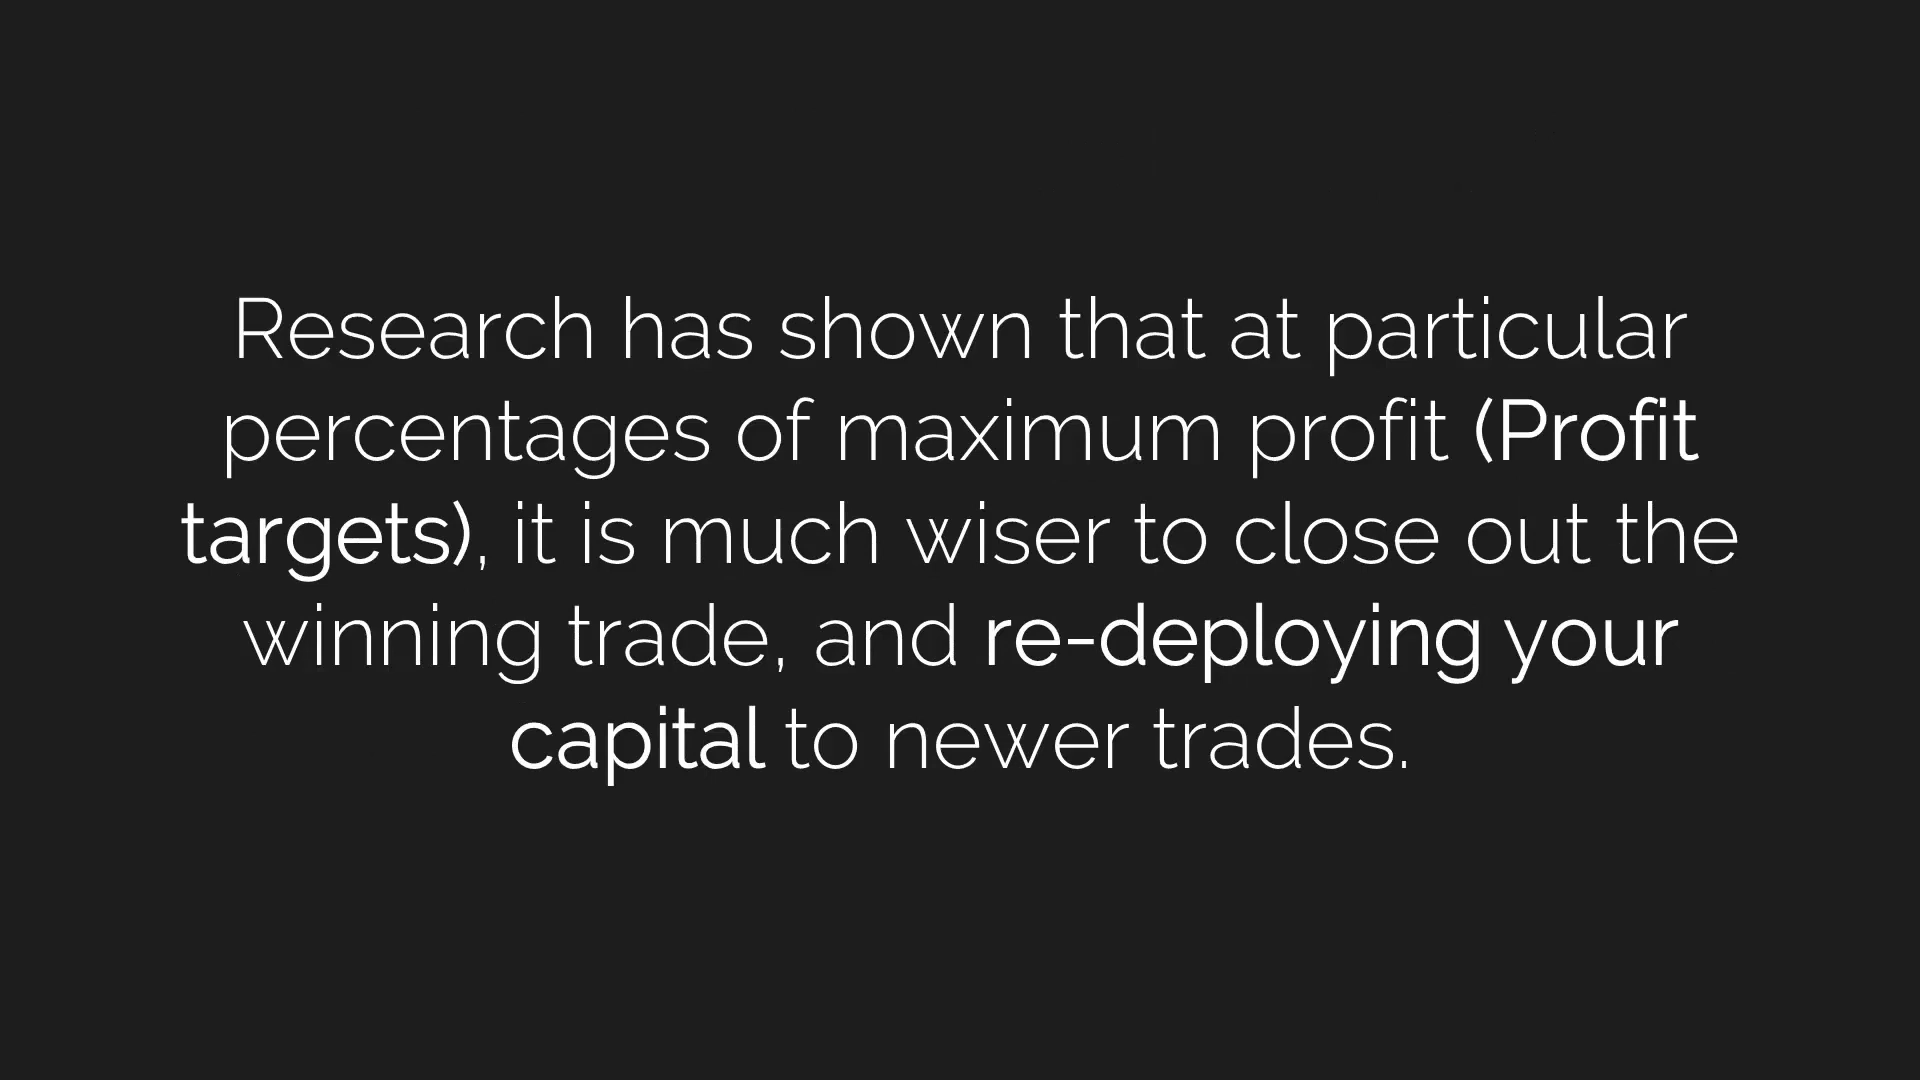 Research has shown that at particular
percentages of maximum profit (Profit
targets), it is much wiser to close out the
winning trade, and re-deploying your
capital to newer trades.